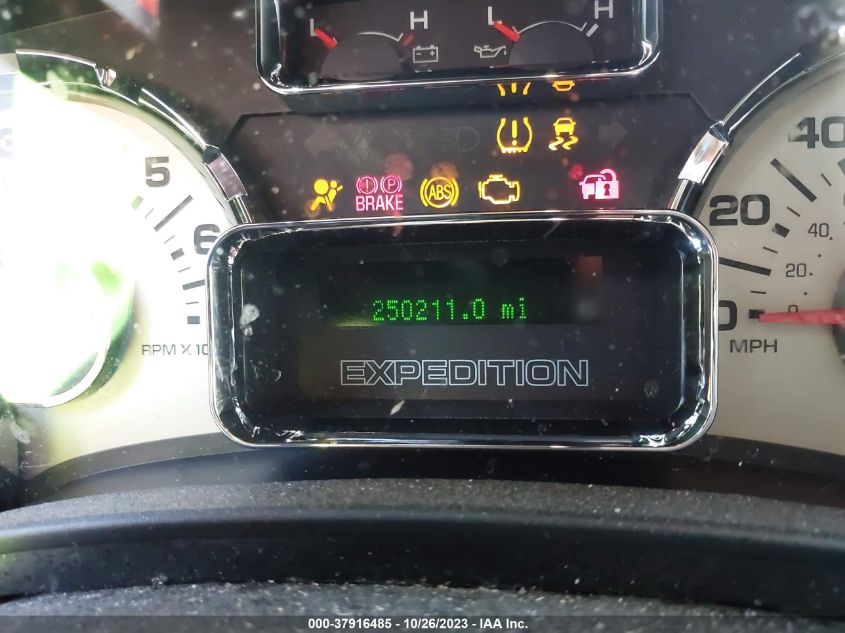 L H L H
40
5 BRAKE ABS
20 40
6 20
250211.0 mi
0 0
RPM X 10 MPH
EXPEDITION
000-37916485 - 10/26/2023 - IAA Inc.